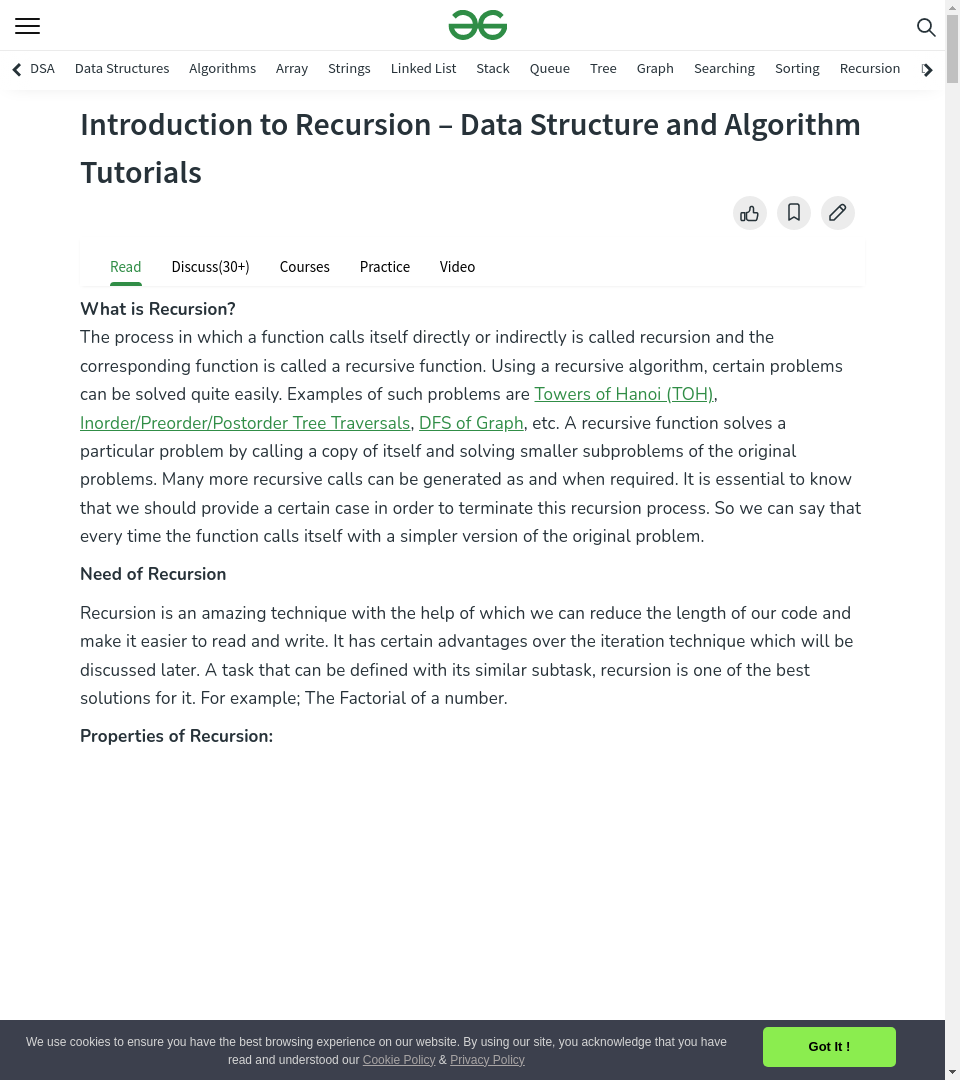 DSA Data Structures Algorithms Array Strings Linked List Stack Queue Tree Graph Searching Sorting Recursion
Introduction to Recursion – Data Structure and Algorithm
Tutorials
Read Discuss(30+) Courses Practice Video
What is Recursion?
The process in which a function calls itself directly or indirectly is called recursion and the
corresponding function is called a recursive function. Using a recursive algorithm, certain problems
can be solved quite easily. Examples of such problems are Towers of Hanoi (TOH),
Inorder/Preorder/Postorder Tree Traversals, DFS of Graph, etc. A recursive function solves a
particular problem by calling a copy of itself and solving smaller subproblems of the original
problems. Many more recursive calls can be generated as and when required. It is essential to know
that we should provide a certain case in order to terminate this recursion process. So we can say that
every time the function calls itself with a simpler version of the original problem.
Need of Recursion
Recursion is an amazing technique with the help of which we can reduce the length of our code and
make it easier to read and write. It has certain advantages over the iteration technique which will be
discussed later. A task that can be defined with its similar subtask, recursion is one of the best
solutions for it. For example; The Factorial of a number.
Properties of Recursion:
We use cookies to ensure you have the best browsing experience on our website. By using our site, you acknowledge that you have
read and understood our Cookie Policy & Privacy Policy
Got It !